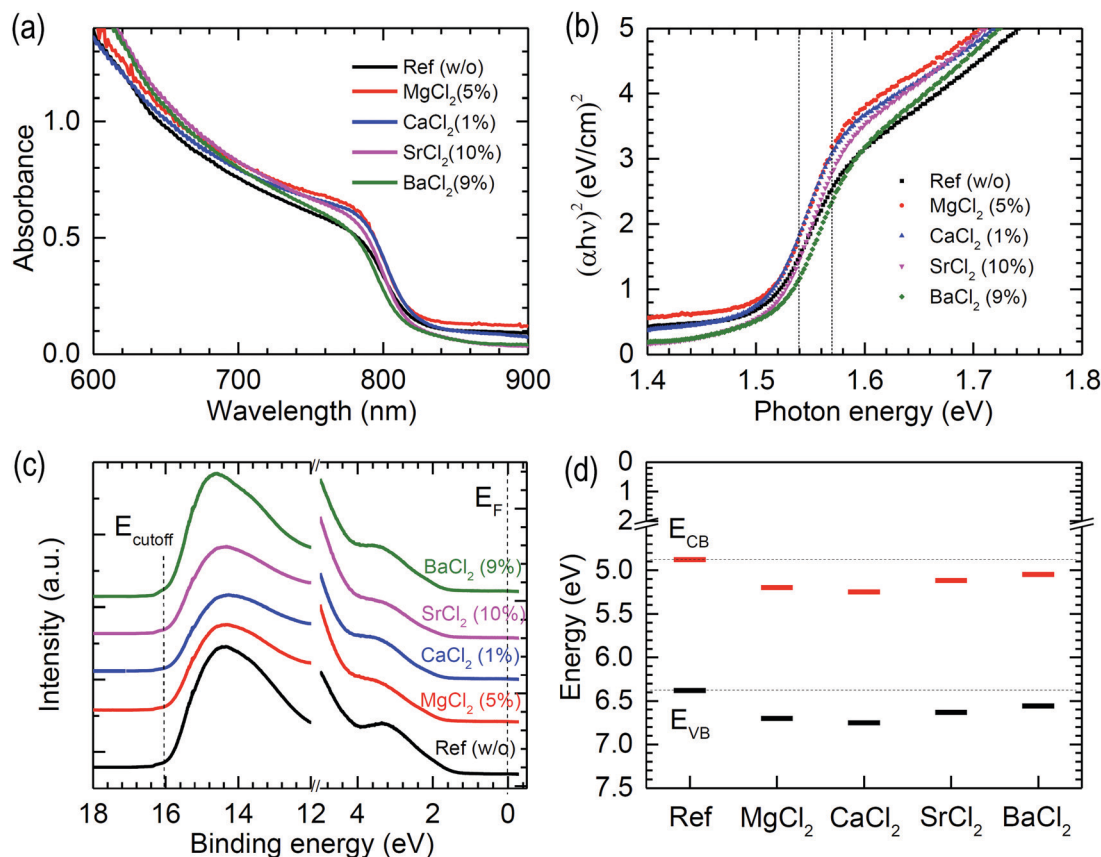 (a)
Absorbance
1.0
0.5
0.0
Ref (w/o)
MgCl₂(5%)
CaCl₂(1%)
SrCl₂(10%)
BaCl₂(9%)
600 700 800 900
Wavelength (nm)
(b)
(αhν)² (eV/cm)²
5
4
3
2
1
0
Ref (w/o)
MgCl₂ (5%)
CaCl₂ (1%)
SrCl₂ (10%)
BaCl₂ (9%)
1.4 1.5 1.6 1.7 1.8
Photon energy (eV)
(c)
Intensity (a.u.)
E_cutoff
E_F
BaCl₂ (9%)
SrCl₂ (10%)
CaCl₂ (1%)
MgCl₂ (5%)
Ref (w/o)
18 16 14 12 4 2 0
Binding energy (eV)
(d)
Energy (eV)
0
1
2
5.0
5.5
6.0
6.5
7.0
7.5
E_CB
E_VB
Ref MgCl₂ CaCl₂ SrCl₂ BaCl₂